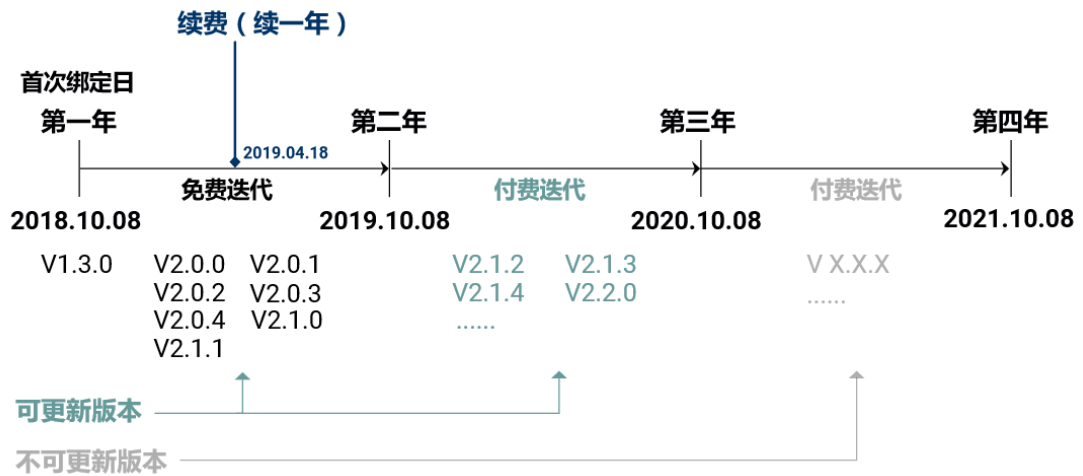 续费（续一年）
首次绑定日
第一年
第二年
第三年
第四年
2019.04.18
免费迭代
付费迭代
付费迭代
2018.10.08
2019.10.08
2020.10.08
2021.10.08
V1.3.0
V2.0.0 V2.0.1
V2.0.2 V2.0.3
V2.0.4 V2.1.0
V2.1.1
V2.1.2 V2.1.3
V2.1.4 V2.2.0
......
V X.X.X
......
可更新版本
不可更新版本